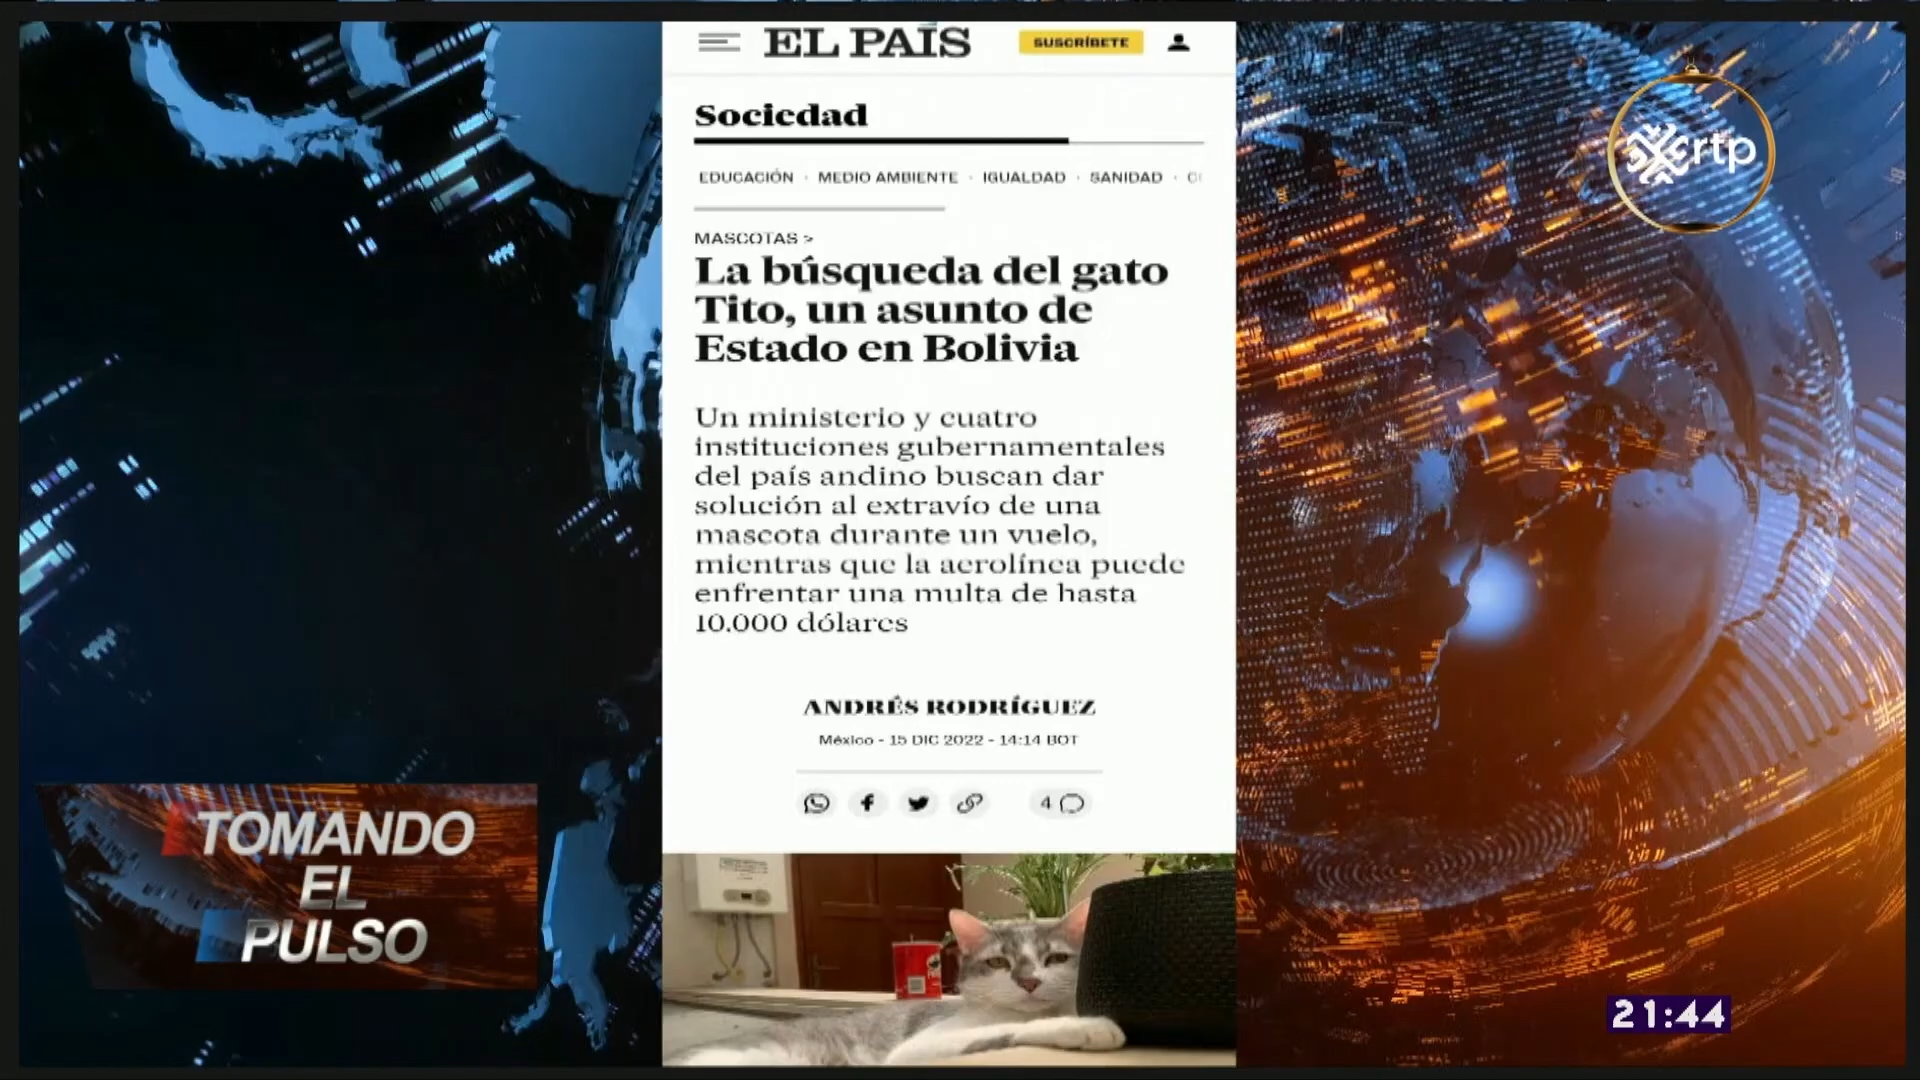 EL PAÍS
SUSCRÍBETE
Sociedad
EDUCACIÓN · MEDIO AMBIENTE · IGUALDAD · SANIDAD ·
MASCOTAS >
La búsqueda del gato
Tito, un asunto de
Estado en Bolivia
Un ministerio y cuatro
instituciones gubernamentales
del país andino buscan dar
solución al extravío de una
mascota durante un vuelo,
mientras que la aerolínea puede
enfrentar una multa de hasta
10.000 dólares
ANDRÉS RODRÍGUEZ
México - 15 DIC 2022 - 14:14 BOT
4
rtp
TOMANDO
EL
PULSO
21:44